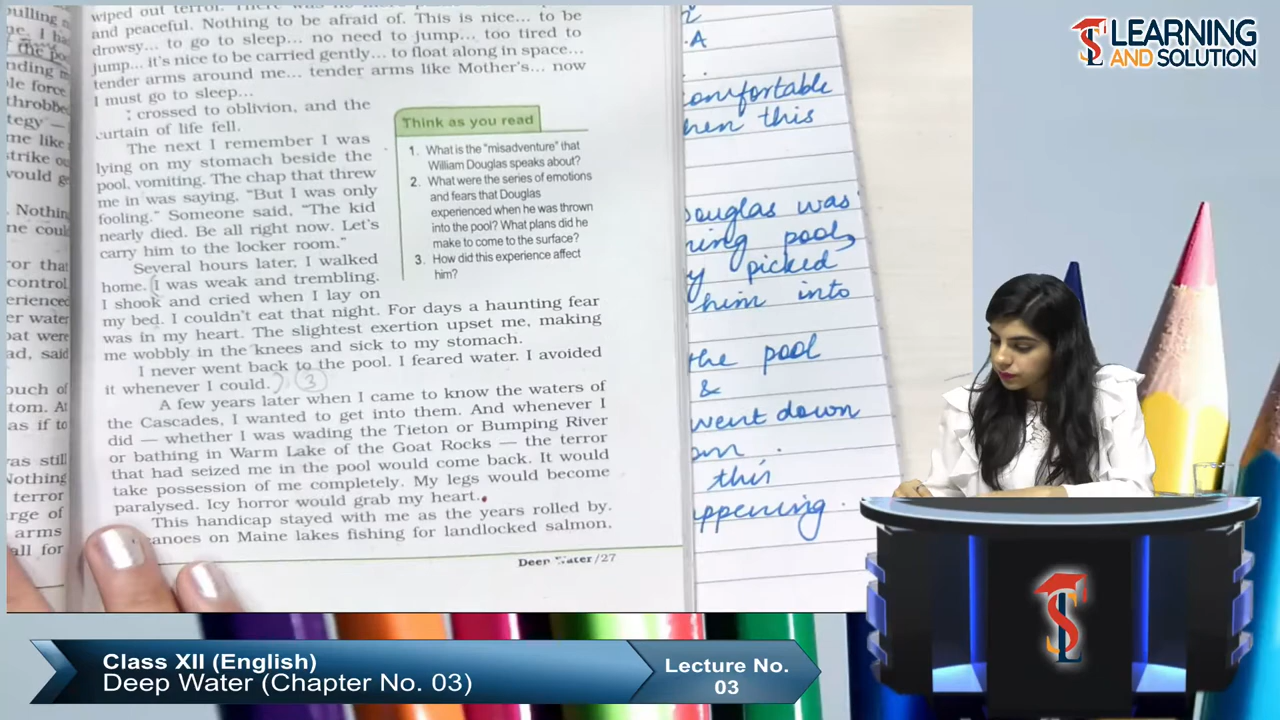 pulling
wiped out terror. There was no more
and peaceful. Nothing to be afraid of. This is nice... to be
drowsy... to go to sleep... no need to jump... too tired to
jump... it's nice to be carried gently... to float along in space...
tender arms around me... tender arms like Mother's... now
I must go to sleep...
crossed to oblivion, and the
curtain of life fell.
The next I remember I was
lying on my stomach beside the
pool, vomiting. The chap that threw
me in was saying, "But I was only
fooling." Someone said, "The kid
nearly died. Be all right now. Let's
carry him to the locker room."
Several hours later, I walked
home. I was weak and trembling.
I shook and cried when I lay on
my bed. I couldn't eat that night. For days a haunting fear
was in my heart. The slightest exertion upset me, making
me wobbly in the knees and sick to my stomach.
I never went back to the pool. I feared water. I avoided
it whenever I could. 3
A few years later when I came to know the waters of
the Cascades, I wanted to get into them. And whenever I
did — whether I was wading the Tieton or Bumping River
or bathing in Warm Lake of the Goat Rocks — the terror
that had seized me in the pool would come back. It would
take possession of me completely. My legs would become
paralysed. Icy horror would grab my heart.
This handicap stayed with me as the years rolled by.
anoes on Maine lakes fishing for landlocked salmon,
Deep Water/27
Think as you read
1. What is the "misadventure" that
William Douglas speaks about?
2. What were the series of emotions
and fears that Douglas
experienced when he was thrown
into the pool? What plans did he
make to come to the surface?
3. How did this experience affect
him?
.A
omfortable
hen this
ouglas was
ing pool,
y picked
him into
the pool
&
went down
this
ppening.
SL LEARNING
AND SOLUTION
SL
Class XII (English)
Deep Water (Chapter No. 03)
Lecture No.
03